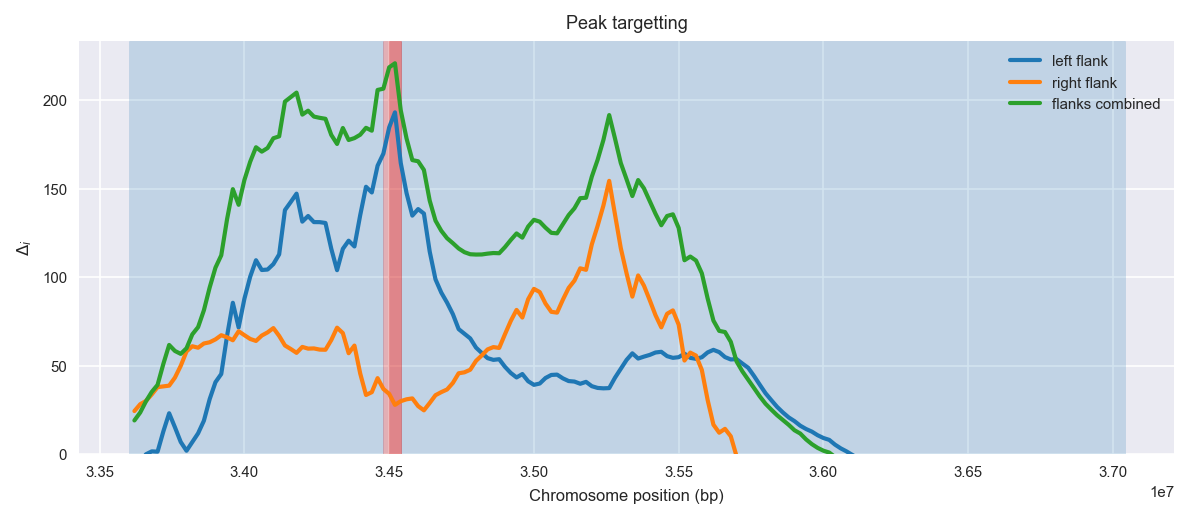 Peak targetting
left flank
right flank
flanks combined
200
150
100
50
0
Δi
3.35 3.40 3.45 3.50 3.55 3.60 3.65 3.70
1e7
Chromosome position (bp)